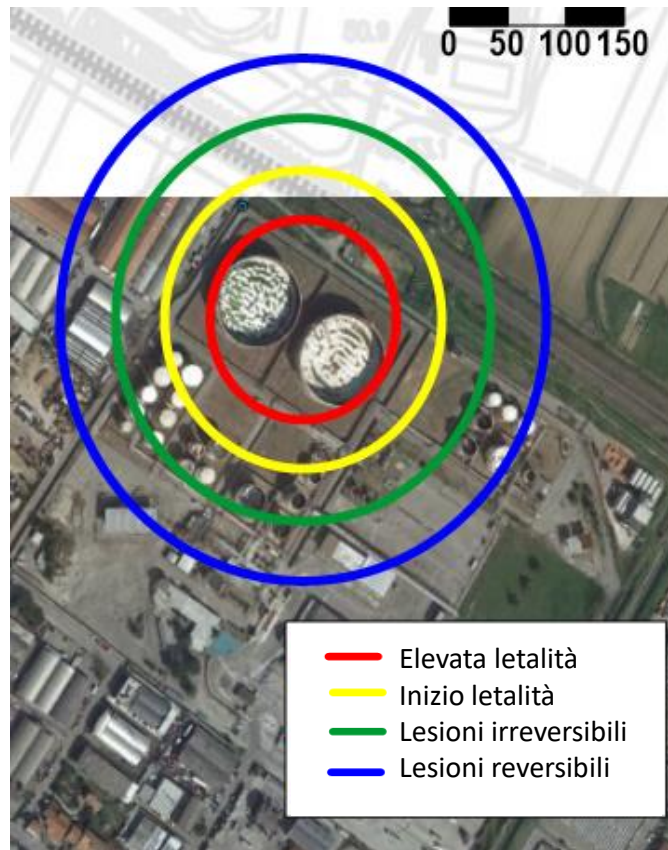 0 50 100 150
Elevata letalità
Inizio letalità
Lesioni irreversibili
Lesioni reversibili